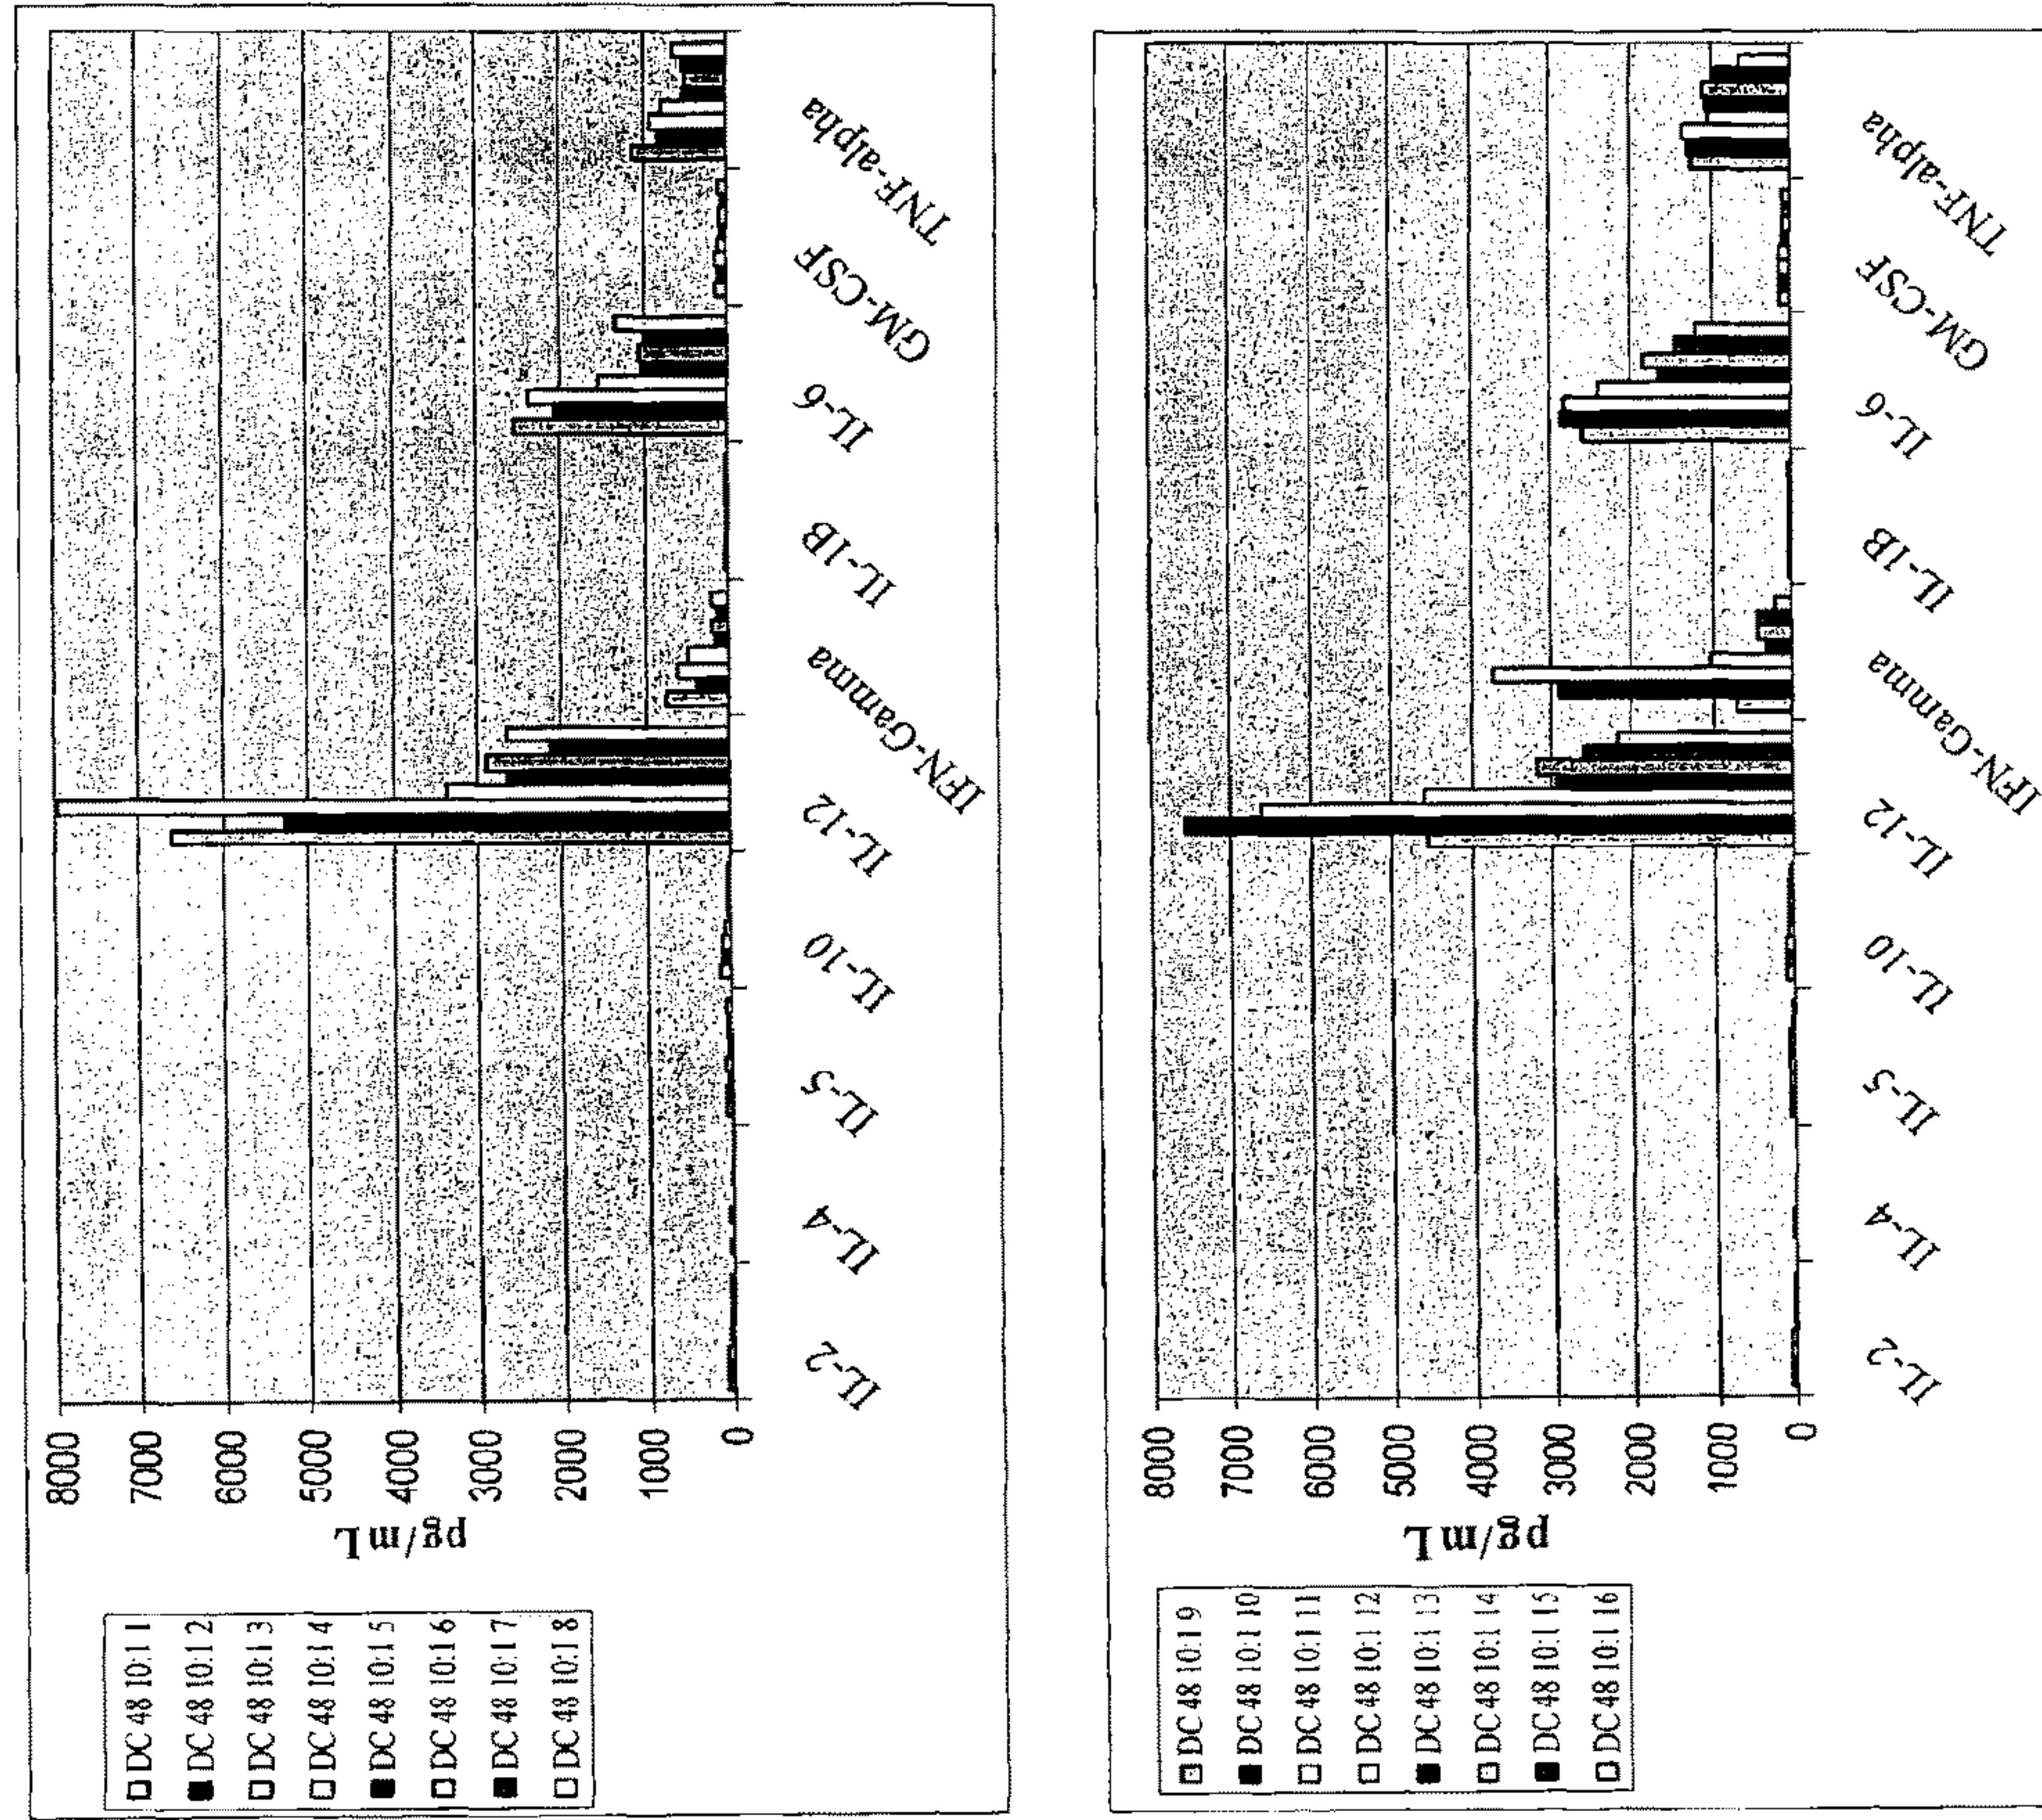 DC 48 10:1 1
DC 48 10:1 2
DC 48 10:1 3
DC 48 10:1 4
DC 48 10:1 5
DC 48 10:1 6
DC 48 10:1 7
DC 48 10:1 8
pg/mL
8000
7000
6000
5000
4000
3000
2000
1000
0
IL-2
IL-4
IL-5
IL-10
IL-12
IFN-Gamma
IL-1B
IL-6
GM-CSF
TNF-alpha
DC 48 10:1 9
DC 48 10:1 10
DC 48 10:1 11
DC 48 10:1 12
DC 48 10:1 13
DC 48 10:1 14
DC 48 10:1 15
DC 48 10:1 16
pg/mL
8000
7000
6000
5000
4000
3000
2000
1000
0
IL-2
IL-4
IL-5
IL-10
IL-12
IFN-Gamma
IL-1B
IL-6
GM-CSF
TNF-alpha